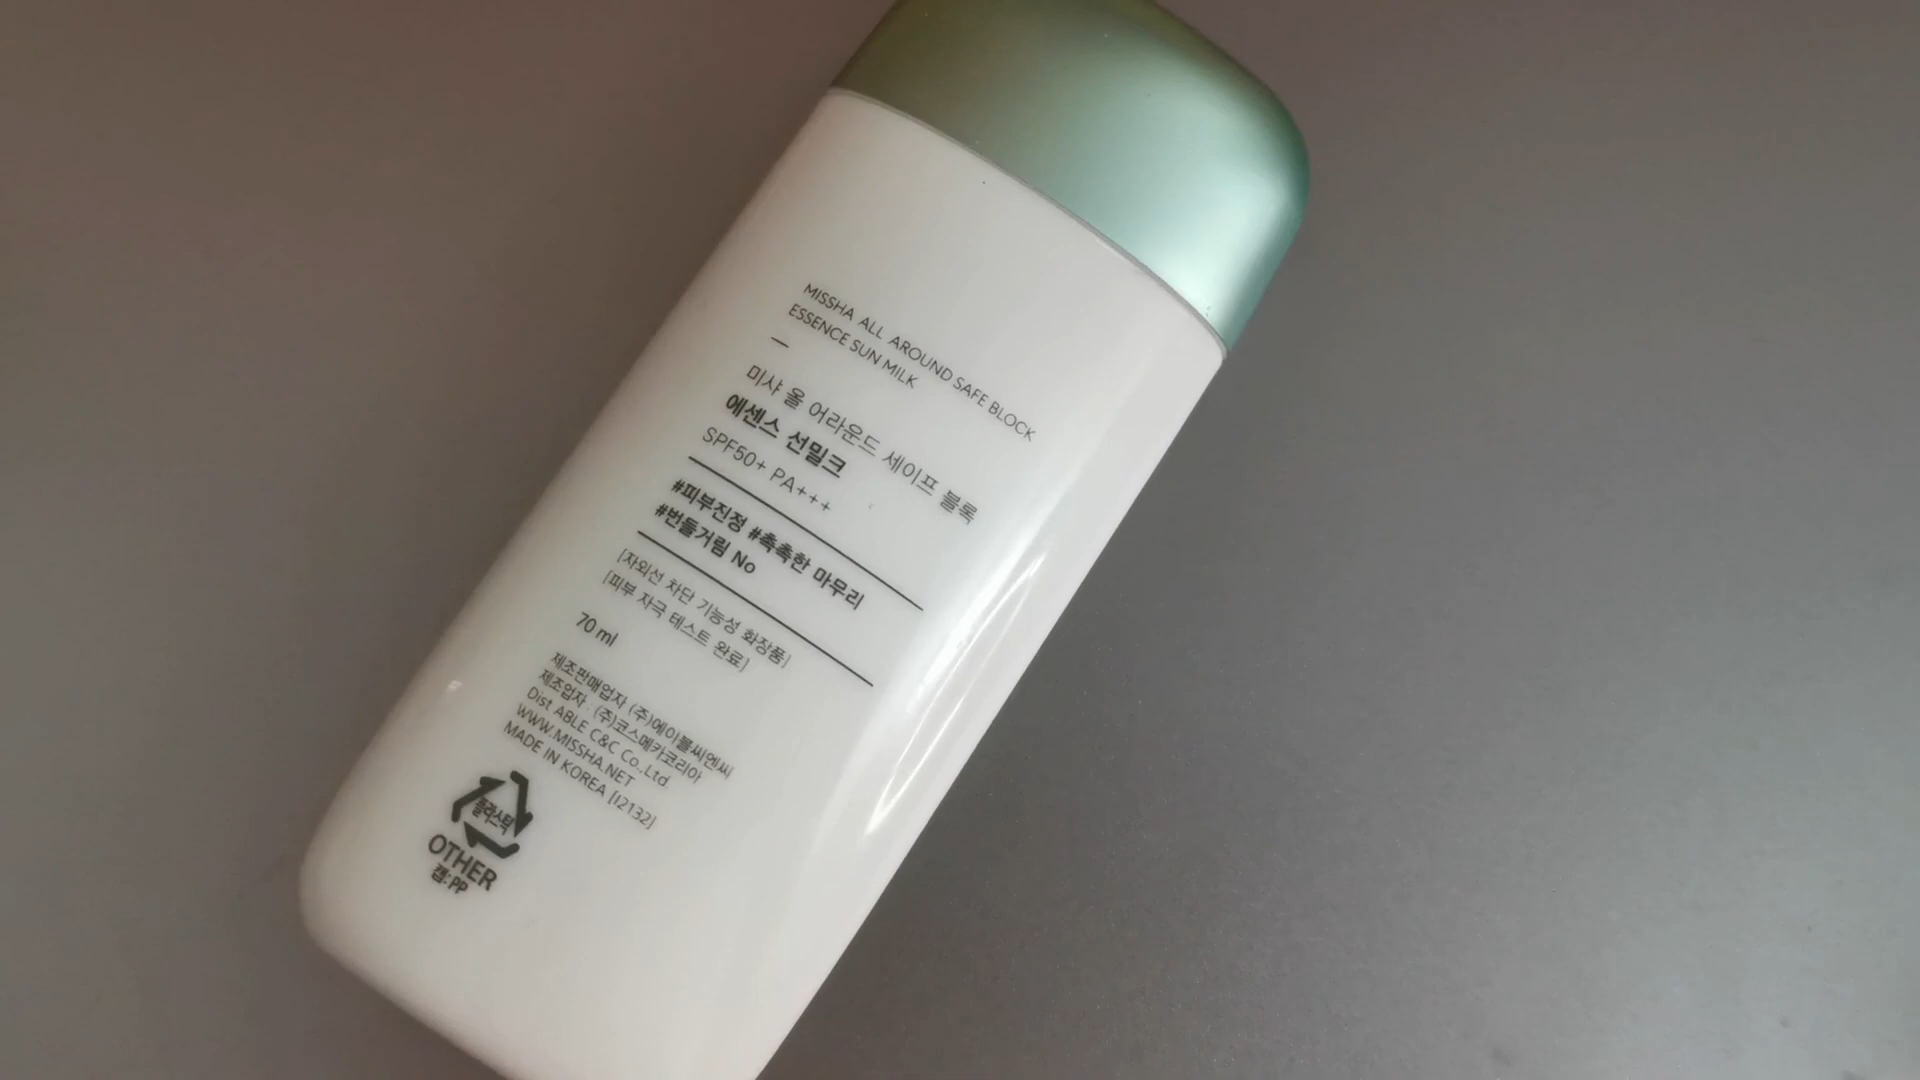 MISSHA ALL AROUND SAFE BLOCK
ESSENCE SUN MILK
미샤 올 어라운드 세이프 블록
에센스 선밀크
SPF50+ PA+++
#피부진정 #촉촉한 마무리
#번들거림 No
[자외선 차단 기능성 화장품]
[피부 자극 테스트 완료]
70 ml
제조판매업자 (주)에이블씨엔씨
제조업자 : (주)코스메카코리아
Dist ABLE C&C Co.,Ltd.
WWW.MISSHA.NET
MADE IN KOREA [I2132]
플라스틱
OTHER
캡:PP